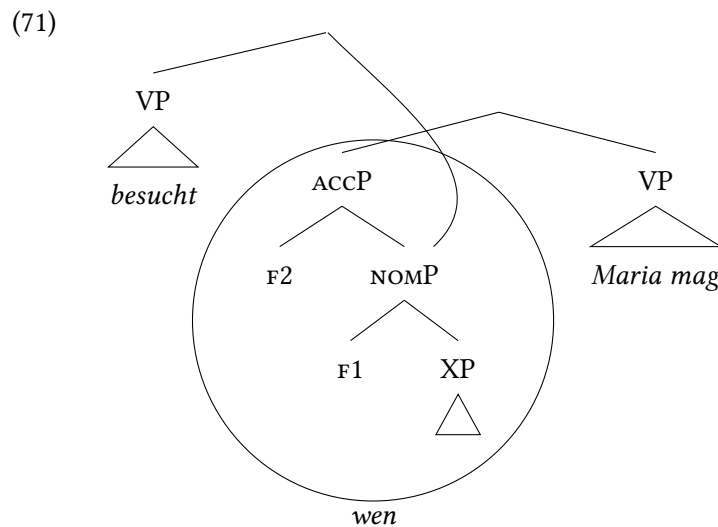 (71)
VP
besucht
ACCP
VP
F2
NOMP
Maria mag
F1
XP
wen